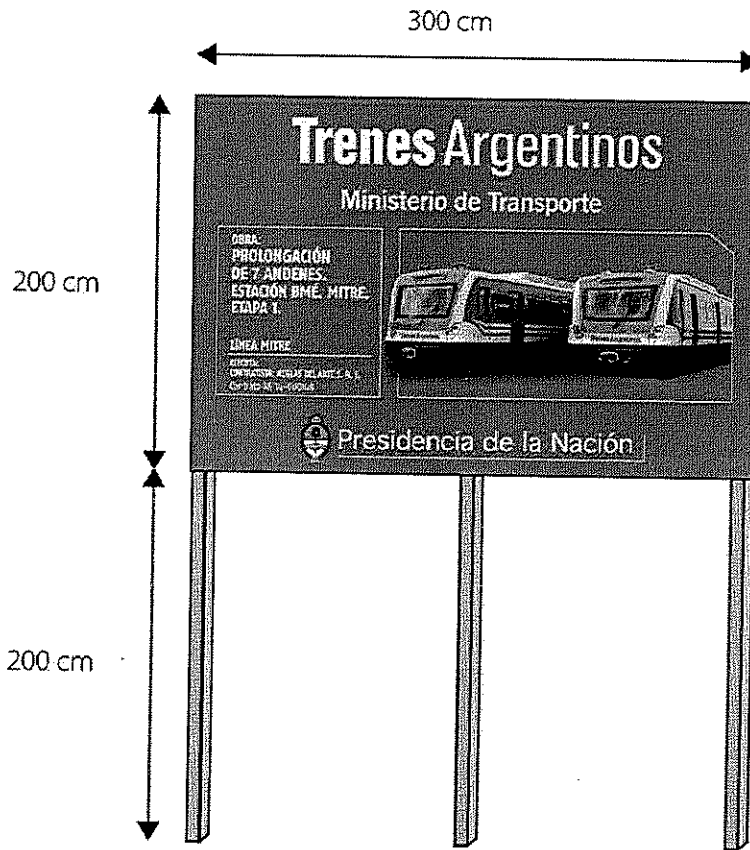 300 cm
Trenes Argentinos
Ministerio de Transporte
200 cm
OBRA:
PROLONGACIÓN
DE 7 ANDENES.
ESTACIÓN BME. MITRE.
ETAPA 1.
LÍNEA MITRE
Presidencia de la Nación
200 cm